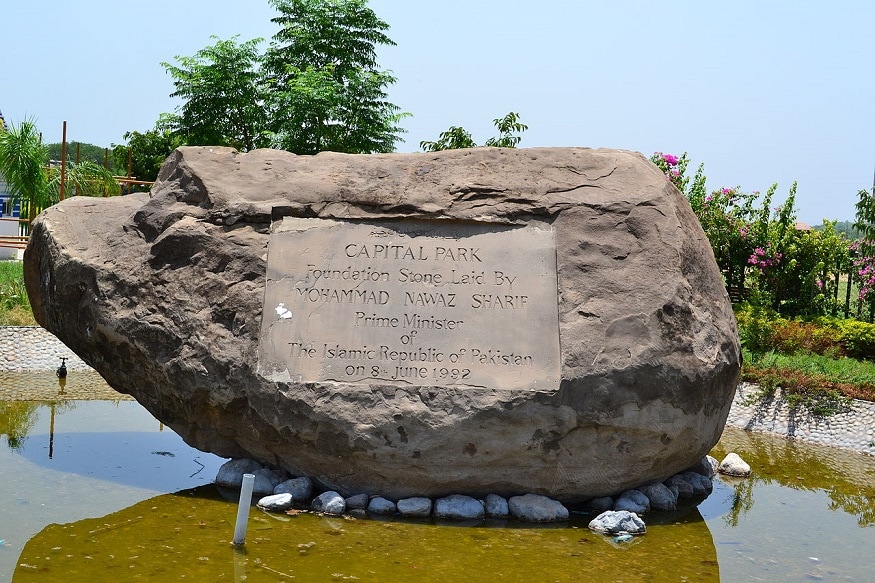 CAPITAL PARK
Foundation Stone Laid By
MOHAMMAD NAWAZ SHARIF
Prime Minister
of
The Islamic Republic of Pakistan
on 8th June 1992